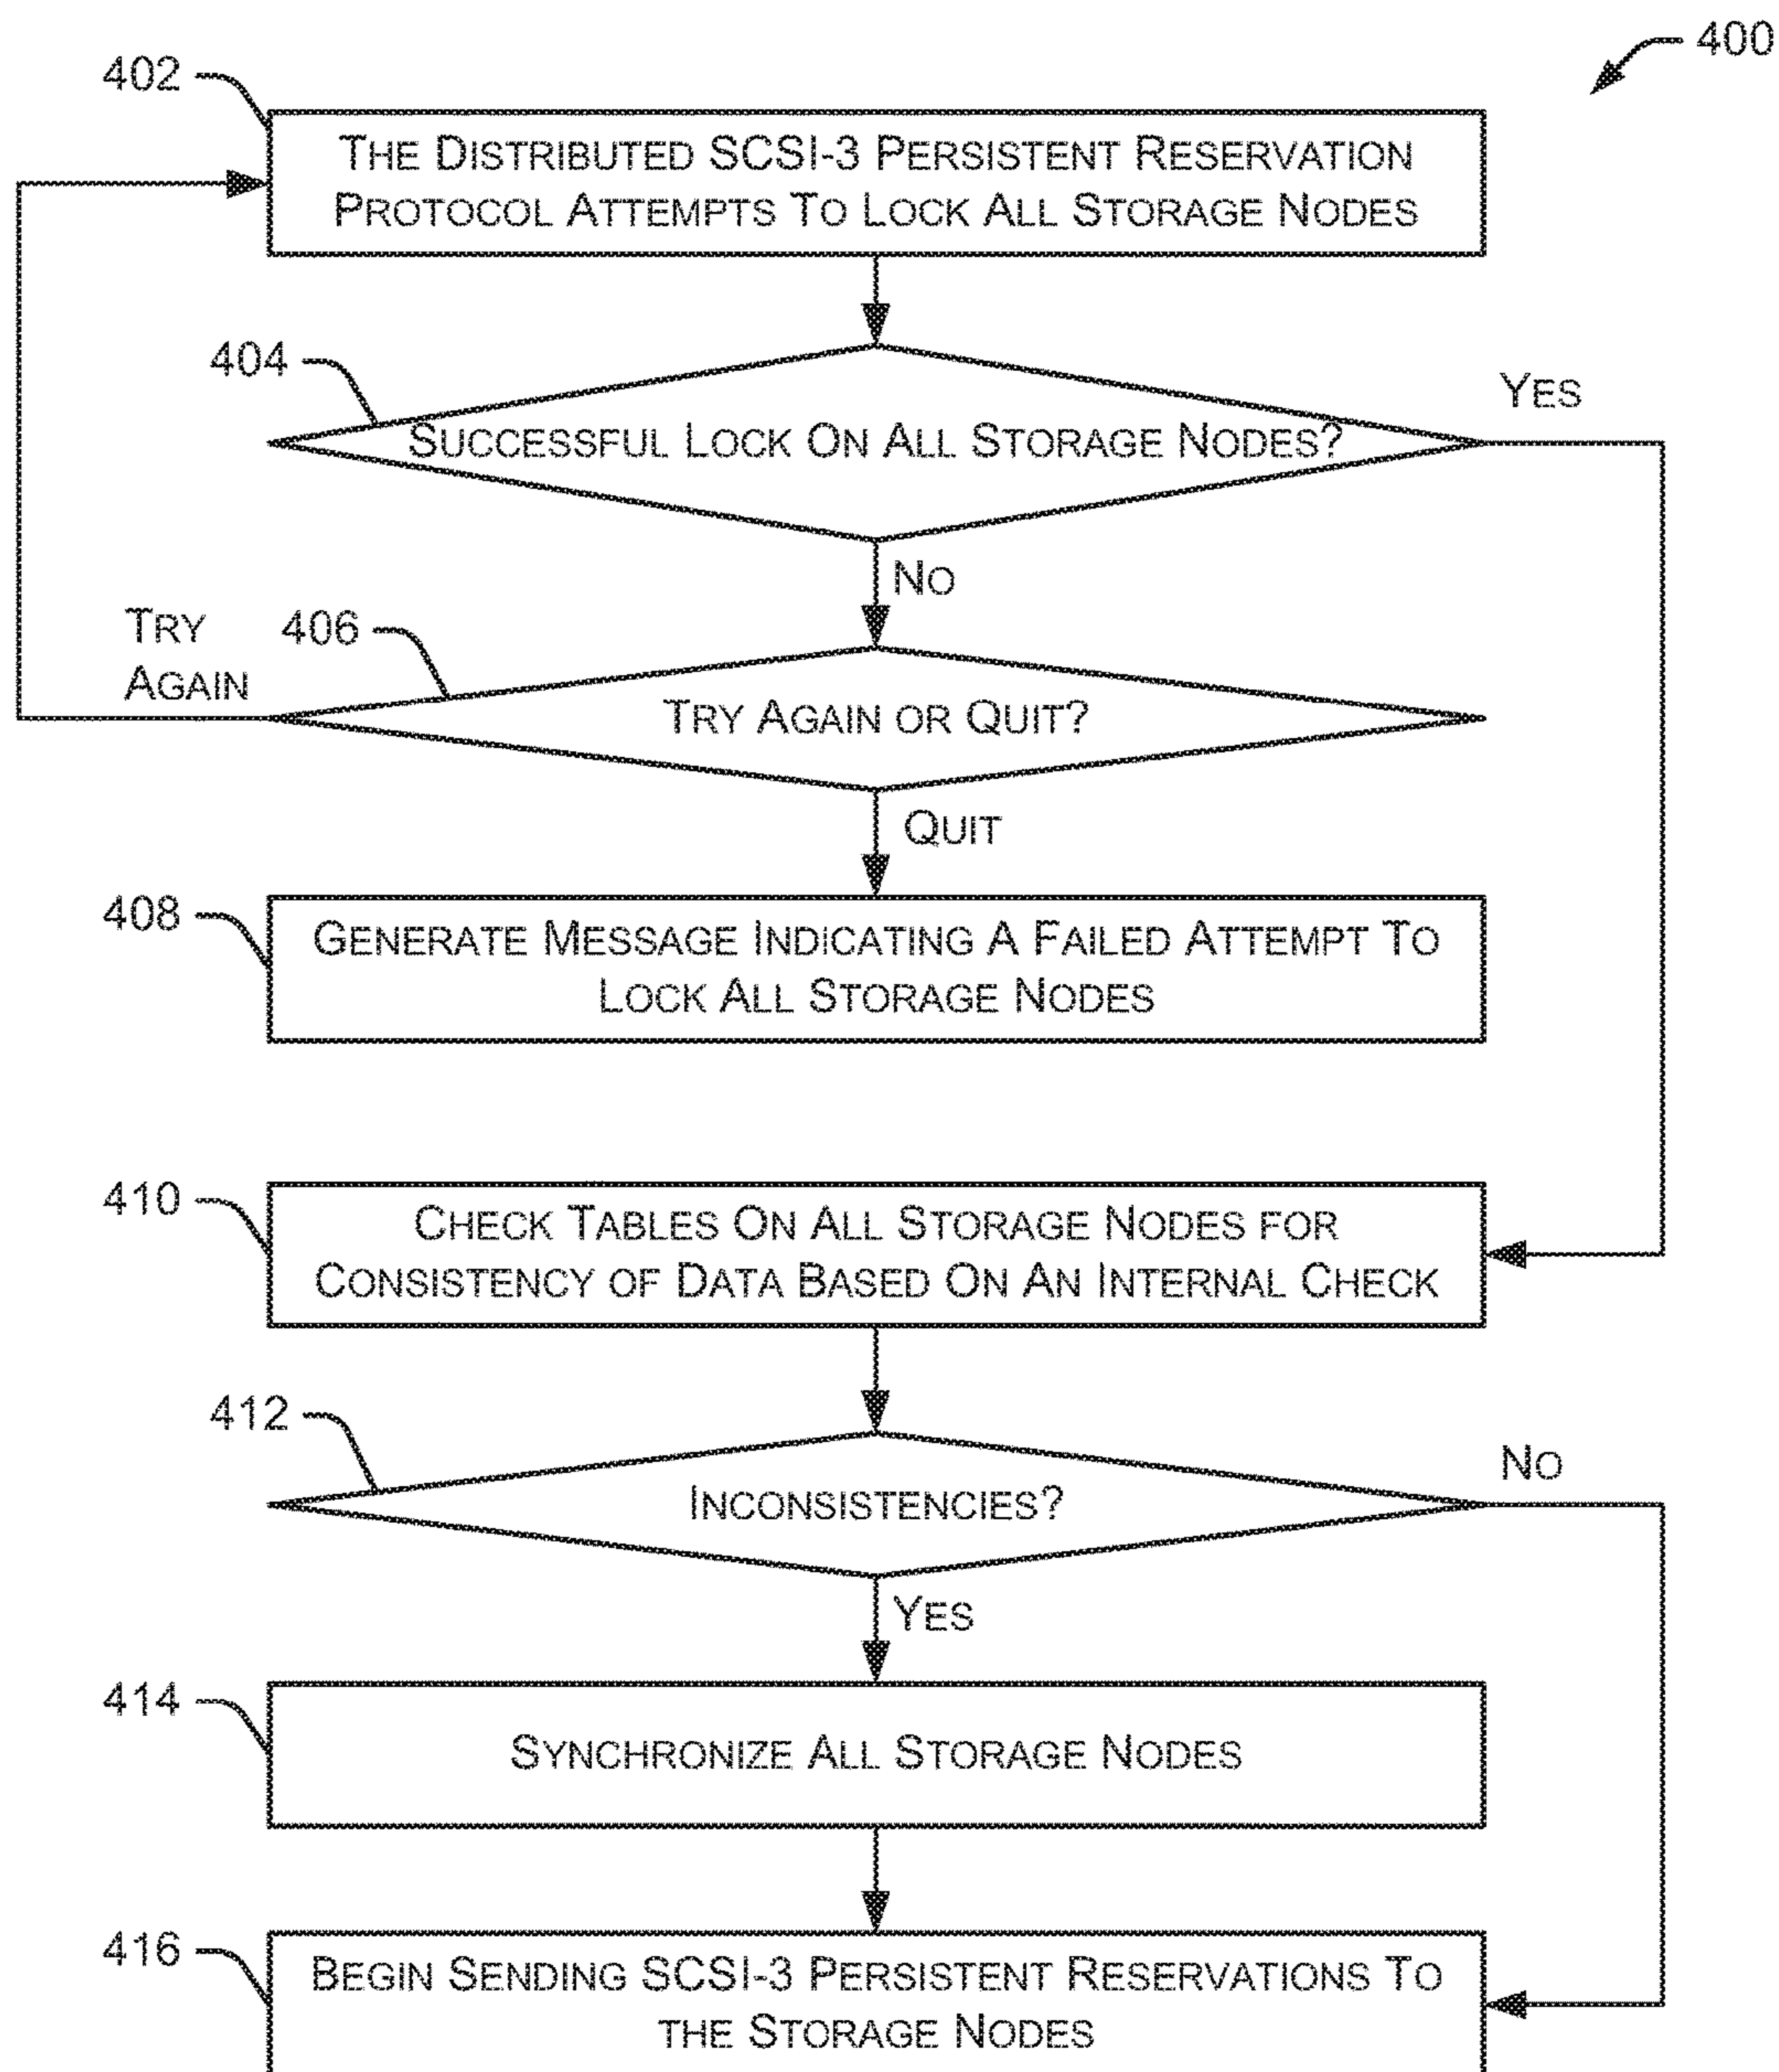 400
402
THE DISTRIBUTED SCSI-3 PERSISTENT RESERVATION
PROTOCOL ATTEMPTS TO LOCK ALL STORAGE NODES
404
YES
SUCCESSFUL LOCK ON ALL STORAGE NODES?
NO
TRY
AGAIN
406
TRY AGAIN OR QUIT?
QUIT
408
GENERATE MESSAGE INDICATING A FAILED ATTEMPT TO
LOCK ALL STORAGE NODES
410
CHECK TABLES ON ALL STORAGE NODES FOR
CONSISTENCY OF DATA BASED ON AN INTERNAL CHECK
412
NO
INCONSISTENCIES?
YES
414
SYNCHRONIZE ALL STORAGE NODES
416
BEGIN SENDING SCSI-3 PERSISTENT RESERVATIONS TO
THE STORAGE NODES